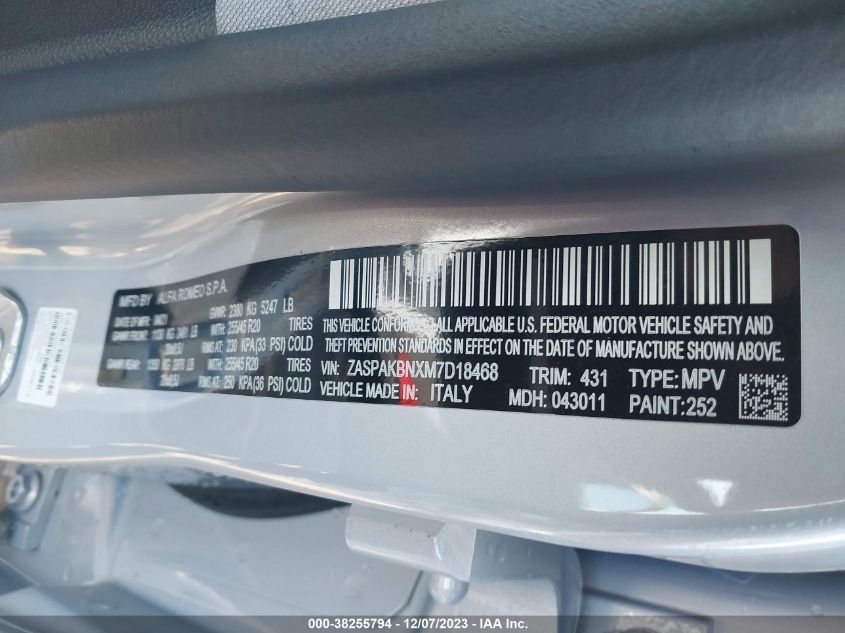 MFD BY ALFA ROMEO S.P.A.
GVWR: 2380 KG 5247 LB
WITH: 255/45 R20 TIRES
RIMS AT: 230 KPA(33 PSI) COLD
GAWR REAR:
WITH: 255/45 R20 TIRES
RIMS AT: 250 KPA(36 PSI) COLD
THIS VEHICLE CONFORMS TO ALL APPLICABLE U.S. FEDERAL MOTOR VEHICLE SAFETY AND
THEFT PREVENTION STANDARDS IN EFFECT ON THE DATE OF MANUFACTURE SHOWN ABOVE.
VIN: ZASPAKBNXM7D18468 TRIM: 431 TYPE: MPV
VEHICLE MADE IN ITALY MDH: 043011 PAINT:252
000-38255794 - 12/07/2023 - IAA Inc.